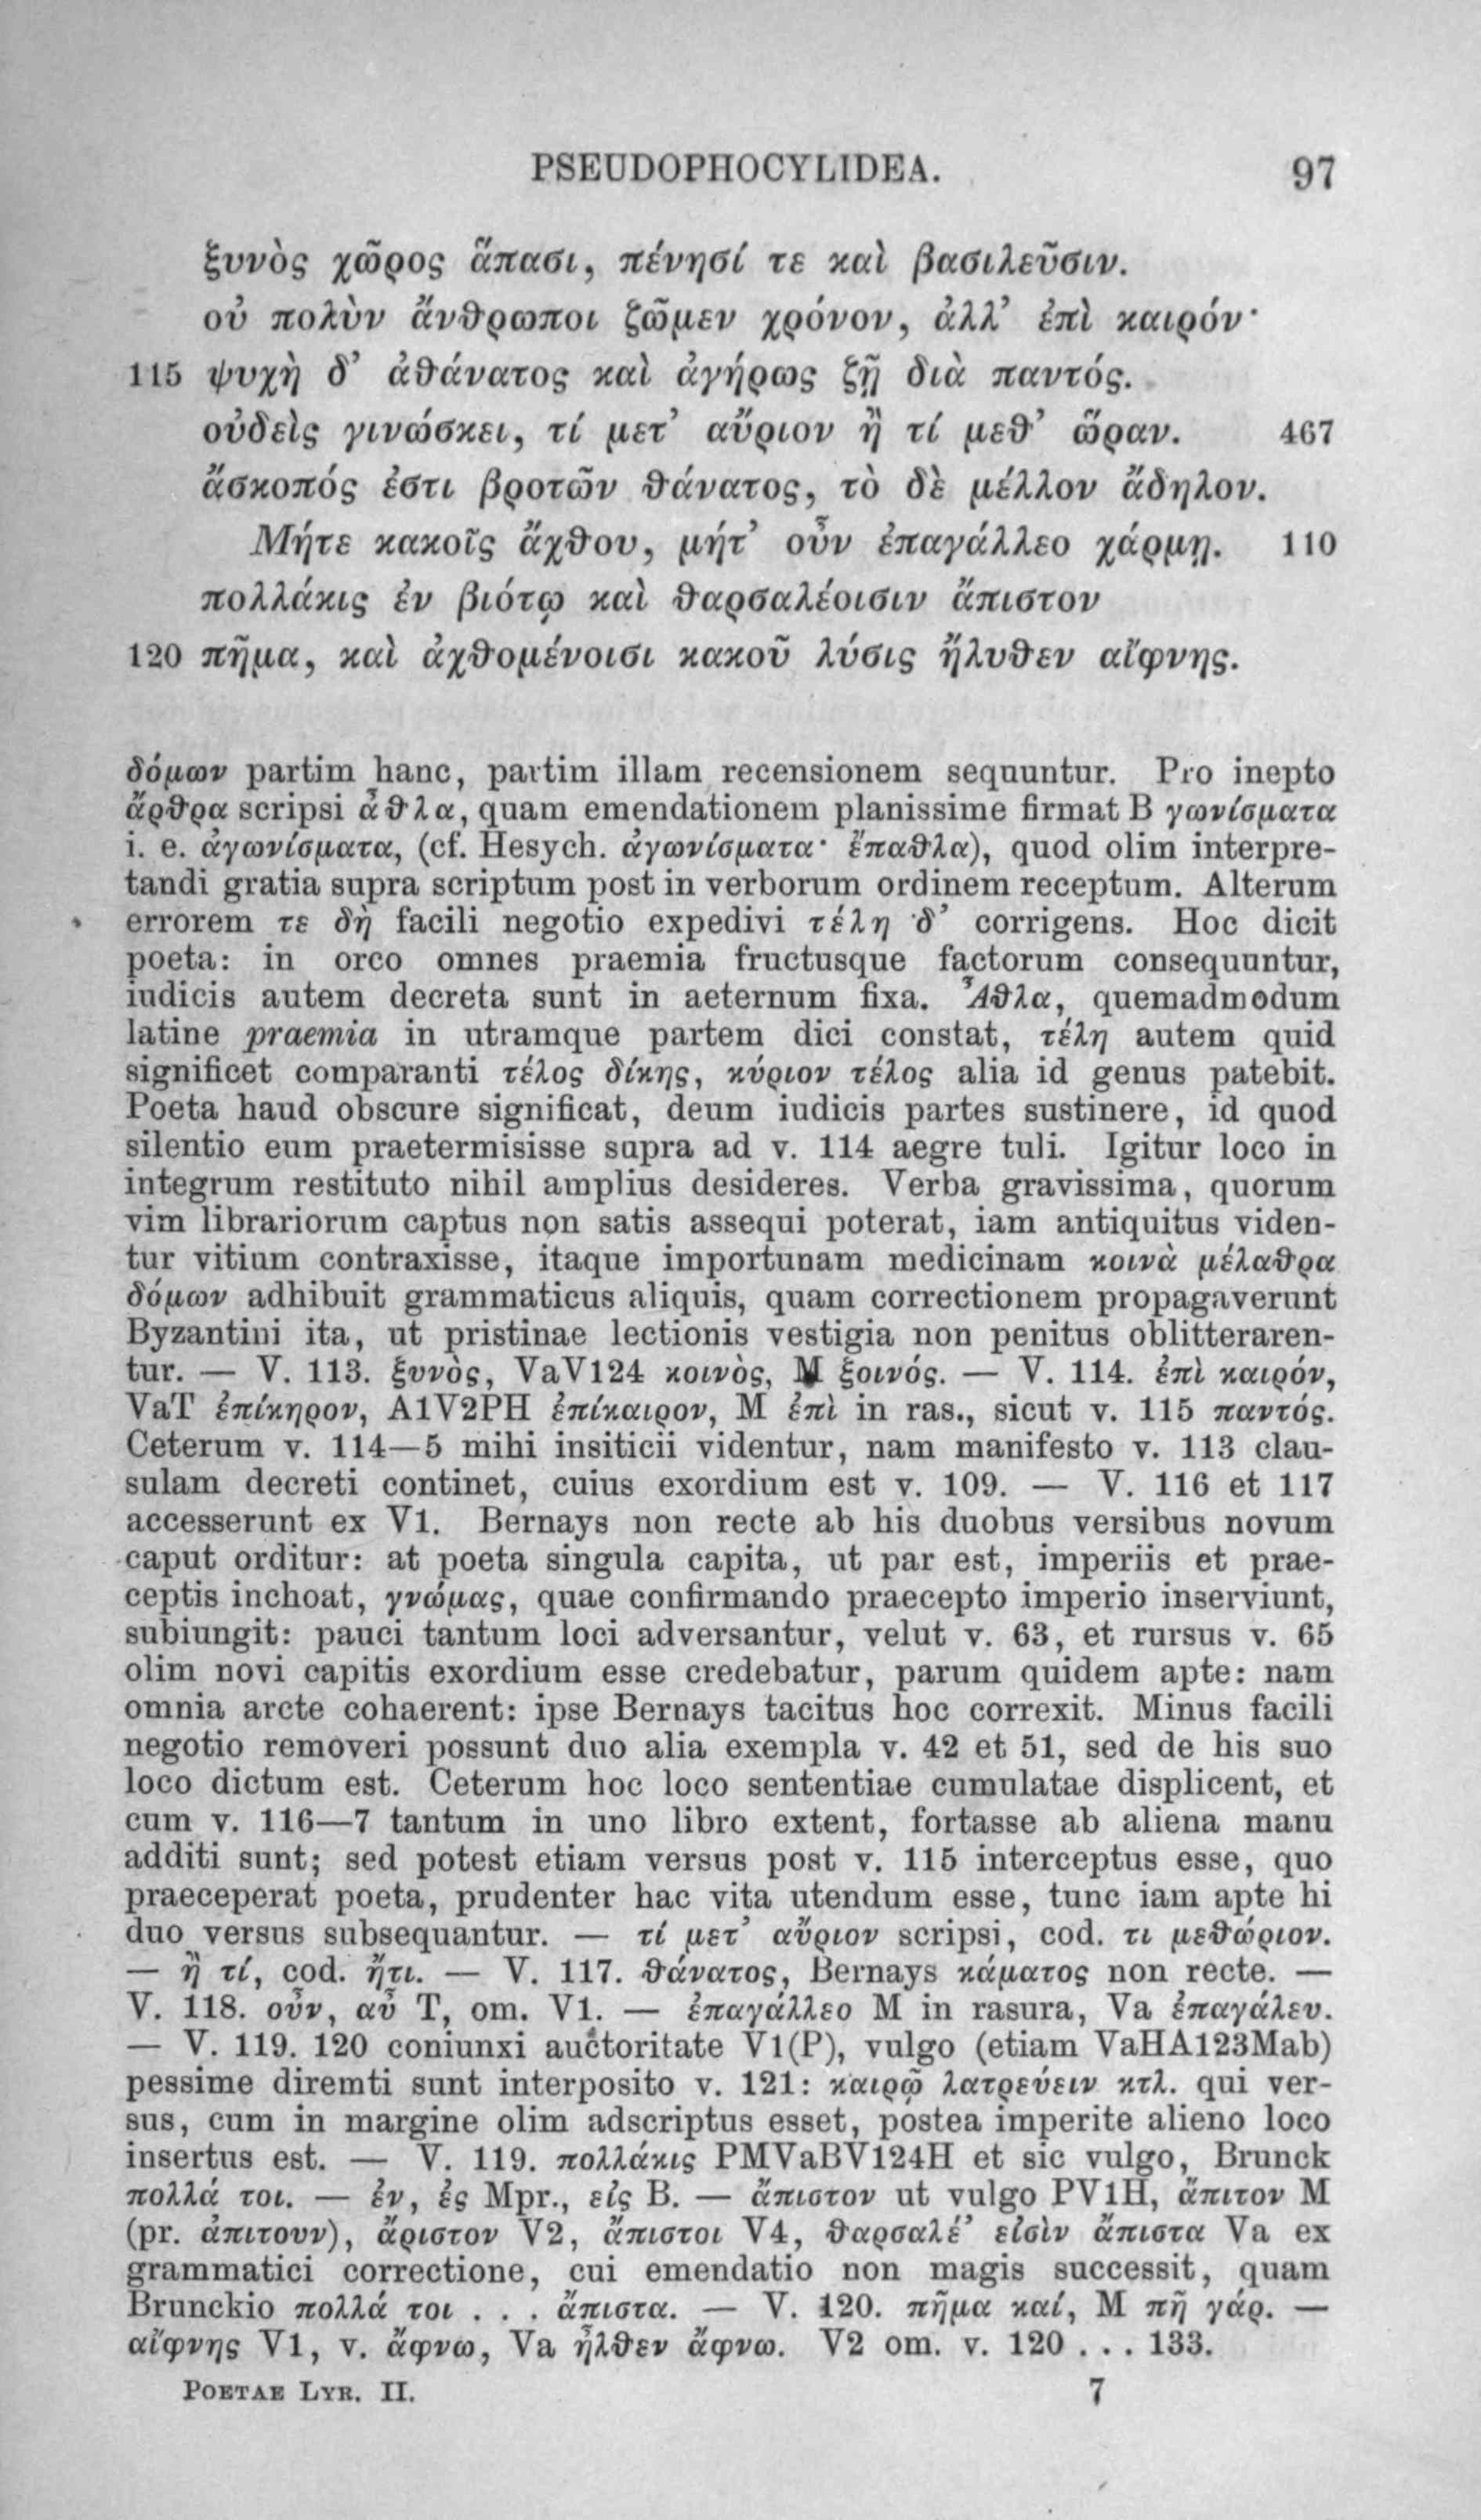 PSEUDOPHOCYLIDEA. 97
ξυνὸς χῶρος ἅπασι, πένησί τε καὶ βασιλεῦσιν.
οὐ πολὺν ἄνθρωποι ζῶμεν χρόνον, ἀλλ’ ἐπὶ καιρόν·
115 ψυχὴ δ’ ἀθάνατος καὶ ἀγήρως ζῇ διὰ παντός.
οὐδεὶς γινώσκει, τί μετ’ αὔριον ἢ τί μεθ’ ὥραν. 467
ἄσκοπός ἐστι βροτῶν θάνατος, τὸ δὲ μέλλον ἄδηλον.
Μήτε κακοῖς ἄχθου, μήτ’ οὖν ἐπαγάλλεο χάρμῃ. 110
πολλάκις ἐν βιότῳ καὶ θαρσαλέοισιν ἄπιστον
120 πῆμα, καὶ ἀχθομένοισι κακοῦ λύσις ἤλυθεν αἴφνης.
δόμων partim hanc, partim illam recensionem sequuntur. Pro inepto
ἄρθρα scripsi ἆθλα, quam emendationem planissime firmat B γωνίσματα
i. e. ἀγωνίσματα, (cf. Hesych. ἀγωνίσματα· ἔπαθλα), quod olim interpre-
tandi gratia supra scriptum post in verborum ordinem receptum. Alterum
errorem τε δὴ facili negotio expedivi τέλη δ’ corrigens. Hoc dicit
poeta: in orco omnes praemia fructusque factorum consequuntur,
iudicis autem decreta sunt in aeternum fixa. Ἆθλα, quemadmodum
latine praemia in utramque partem dici constat, τέλη autem quid
significet comparanti τέλος δίκης, κύριον τέλος alia id genus patebit.
Poeta haud obscure significat, deum iudicis partes sustinere, id quod
silentio eum praetermisisse supra ad v. 114 aegre tuli. Igitur loco in
integrum restituto nihil amplius desideres. Verba gravissima, quorum
vim librariorum captus non satis assequi poterat, iam antiquitus viden-
tur vitium contraxisse, itaque importunam medicinam κοινὰ μέλαθρα
δόμων adhibuit grammaticus aliquis, quam correctionem propagaverunt
Byzantini ita, ut pristinae lectionis vestigia non penitus oblitteraren-
tur. — V. 113. ξυνὸς, VaV124 κοινὸς, M ξοινός. — V. 114. ἐπὶ καιρόν,
VaT ἐπίκηρον, A1V2PH ἐπίκαιρον, M ἐπὶ in ras., sicut v. 115 παντός.
Ceterum v. 114—5 mihi insiticii videntur, nam manifesto v. 113 clau-
sulam decreti continet, cuius exordium est v. 109. — V. 116 et 117
accesserunt ex V1. Bernays non recte ab his duobus versibus novum
caput orditur: at poeta singula capita, ut par est, imperiis et prae-
ceptis inchoat, γνώμας, quae confirmando praecepto imperio inserviunt,
subiungit: pauci tantum loci adversantur, velut v. 63, et rursus v. 65
olim novi capitis exordium esse credebatur, parum quidem apte: nam
omnia arcte cohaerent: ipse Bernays tacitus hoc correxit. Minus facili
negotio removeri possunt duo alia exempla v. 42 et 51, sed de his suo
loco dictum est. Ceterum hoc loco sententiae cumulatae displicent, et
cum v. 116—7 tantum in uno libro extent, fortasse ab aliena manu
additi sunt; sed potest etiam versus post v. 115 interceptus esse, quo
praeceperat poeta, prudenter hac vita utendum esse, tunc iam apte hi
duo versus subsequantur. — τί μετ’ αὔριον scripsi, cod. τι μεθώριον.
— ἢ τί, cod. ἤτι. — V. 117. θάνατος, Bernays κάματος non recte. —
V. 118. οὖν, αὖ T, om. V1. — ἐπαγάλλεο M in rasura, Va ἐπαγάλευ.
— V. 119. 120 coniunxi auctoritate V1(P), vulgo (etiam VaHA123Mab)
pessime diremti sunt interposito v. 121: καιρῷ λατρεύειν κτλ. qui ver-
sus, cum in margine olim adscriptus esset, postea imperite alieno loco
insertus est. — V. 119. πολλάκις PMVaBV124H et sic vulgo, Brunck
πολλά τοι. — ἐν, ἐς Mpr., εἰς B. — ἄπιστον ut vulgo PV1H, ἄπιτον M
(pr. ἀπιτουν), ἄριστον V2, ἄπιστοι V4, θαρσαλέ’ εἰσὶν ἄπιστα Va ex
grammatici correctione, cui emendatio non magis successit, quam
Brunckio πολλά τοι . . . ἄπιστα. — V. 120. πῆμα καί, M πῆ γάρ. —
αἴφνης V1, v. ἄφνω, Va ἦλθεν ἄφνω. V2 om. v. 120 . . . 133.
POETAE LYR. II. 7